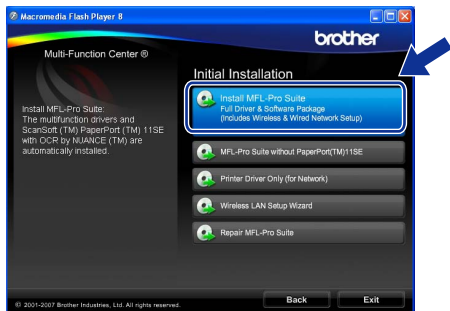 Macromedia Flash Player 8
brother
Multi-Function Center ®
Initial Installation
Install MFL-Pro Suite:
The multifunction drivers and
ScanSoft (TM) PaperPort (TM) 11SE
with OCR by NUANCE (TM) are
automatically installed.
Install MFL-Pro Suite
Full Driver & Software Package
(Includes Wireless & Wired Network Setup)
MFL-Pro Suite without PaperPort(TM)11SE
Printer Driver Only (for Network)
Wireless LAN Setup Wizard
Repair MFL-Pro Suite
© 2001-2007 Brother Industries, Ltd. All rights reserved.
Back
Exit